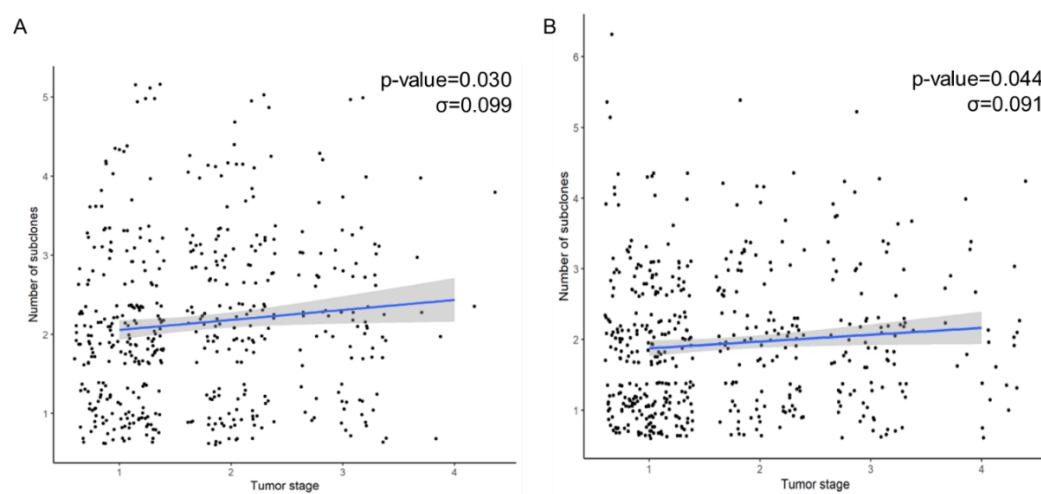 A
p-value=0.030
σ=0.099
5
4
3
2
1
Number of subclones
1 2 3 4
Tumor stage
B
p-value=0.044
σ=0.091
6
5
4
3
2
1
Number of subclones
1 2 3 4
Tumor stage